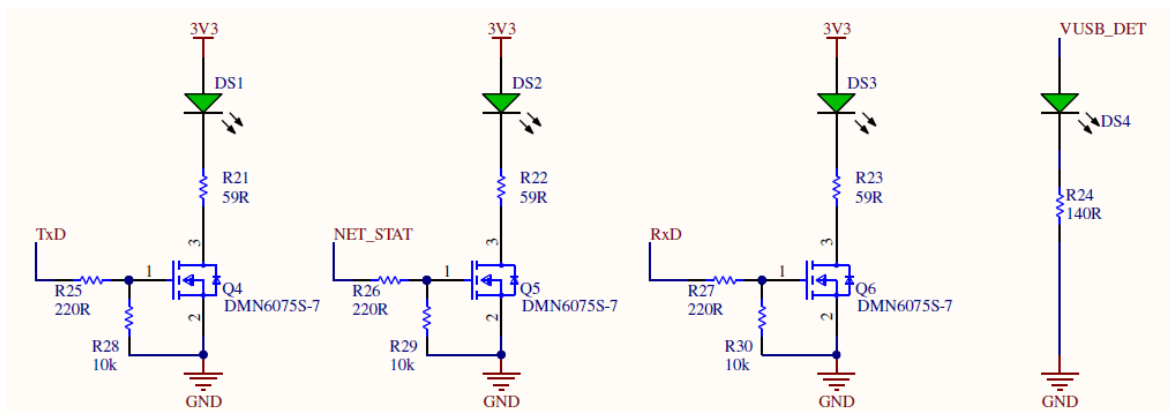 3V3
DS1
R21
59R
TxD
3
1
R25
220R
Q4
DMN6075S-7
2
R28
10k
GND
3V3
DS2
R22
59R
NET_STAT
3
1
R26
220R
Q5
DMN6075S-7
2
R29
10k
GND
3V3
DS3
R23
59R
RxD
3
1
R27
220R
Q6
DMN6075S-7
2
R30
10k
GND
VUSB_DET
DS4
R24
140R
GND